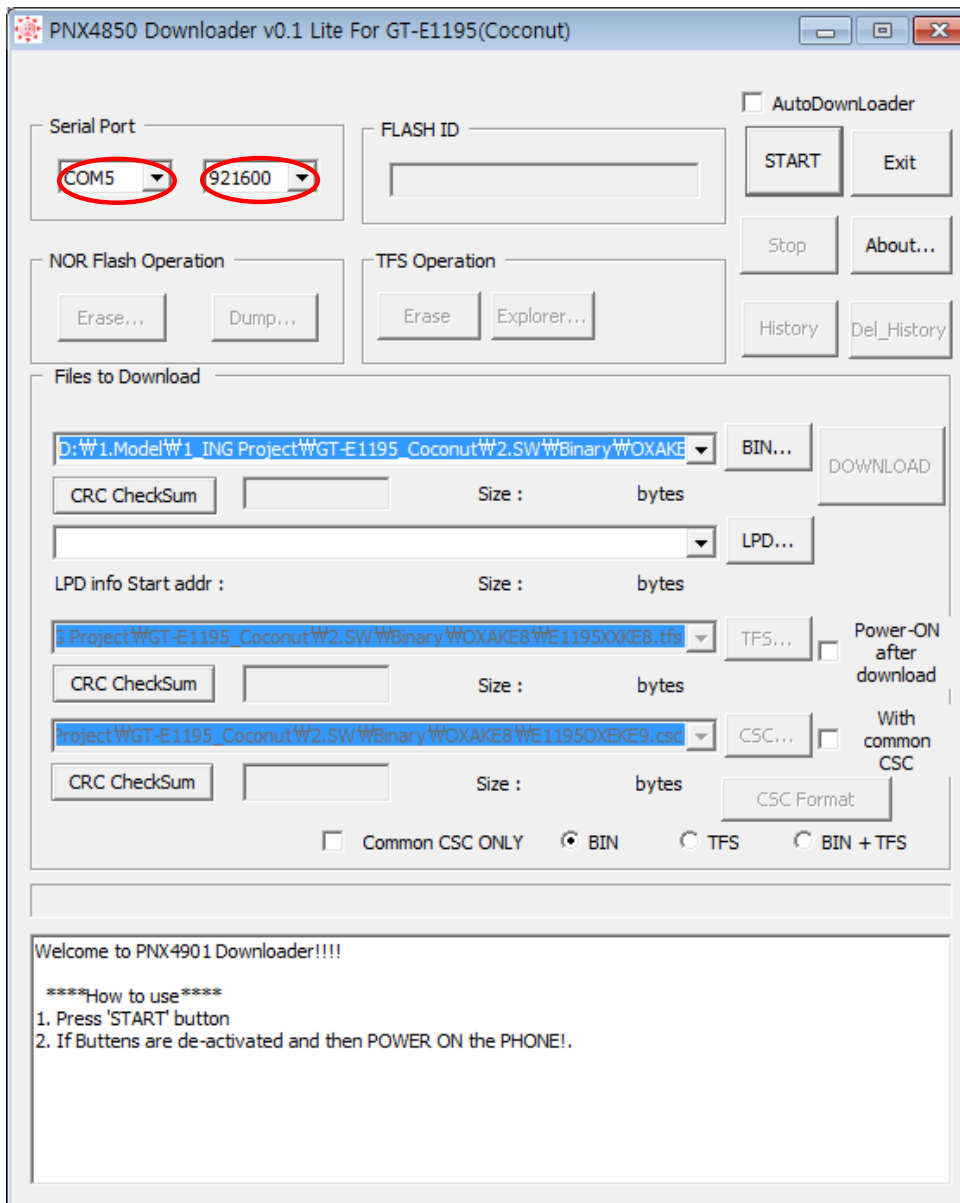 PNX4850 Downloader v0.1 Lite For GT-E1195(Coconut)
AutoDownLoader
Serial Port
FLASH ID
COM5
921600
START
Exit
Stop
About...
NOR Flash Operation
TFS Operation
Erase...
Dump...
Erase
Explorer...
History
Del_History
Files to Download
D:₩1.Model₩1_ING Project₩GT-E1195_Coconut₩2.SW₩Binary₩OXAKE
BIN...
DOWNLOAD
CRC CheckSum
Size :
bytes
LPD...
LPD info Start addr :
Size :
bytes
G Project₩GT-E1195_Coconut₩2.SW₩Binary₩OXAKE8₩E1195XXKE8.tfs
TFS...
Power-ON
after
download
CRC CheckSum
Size :
bytes
Project₩GT-E1195_Coconut₩2.SW₩Binary₩OXAKE8₩E1195OXEKE9.csc
CSC...
With
common
CSC
CRC CheckSum
Size :
bytes
CSC Format
Common CSC ONLY
BIN
TFS
BIN + TFS
Welcome to PNX4901 Downloader!!!!
****How to use****
1. Press 'START' button
2. If Buttens are de-activated and then POWER ON the PHONE!.